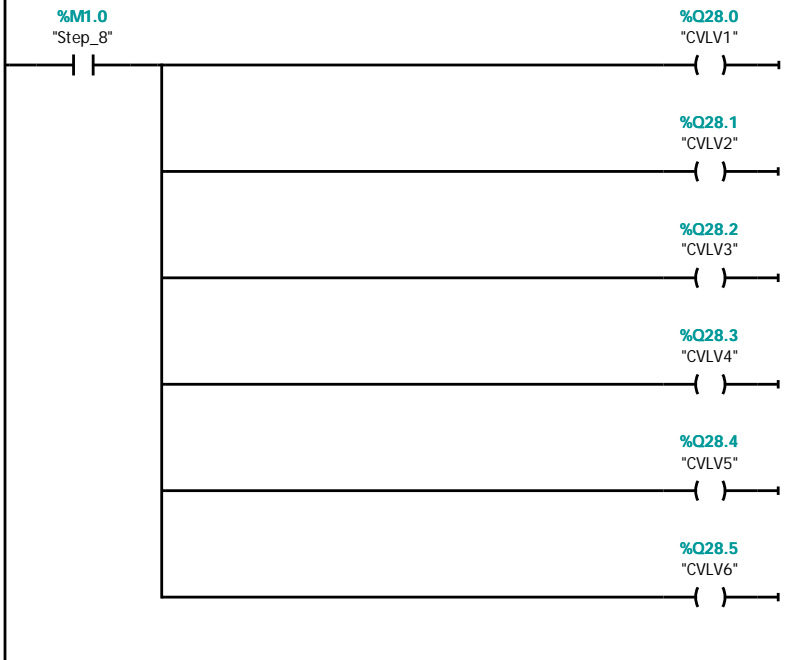 %M1.0
"Step_8"
%Q28.0
"CVLV1"
%Q28.1
"CVLV2"
%Q28.2
"CVLV3"
%Q28.3
"CVLV4"
%Q28.4
"CVLV5"
%Q28.5
"CVLV6"